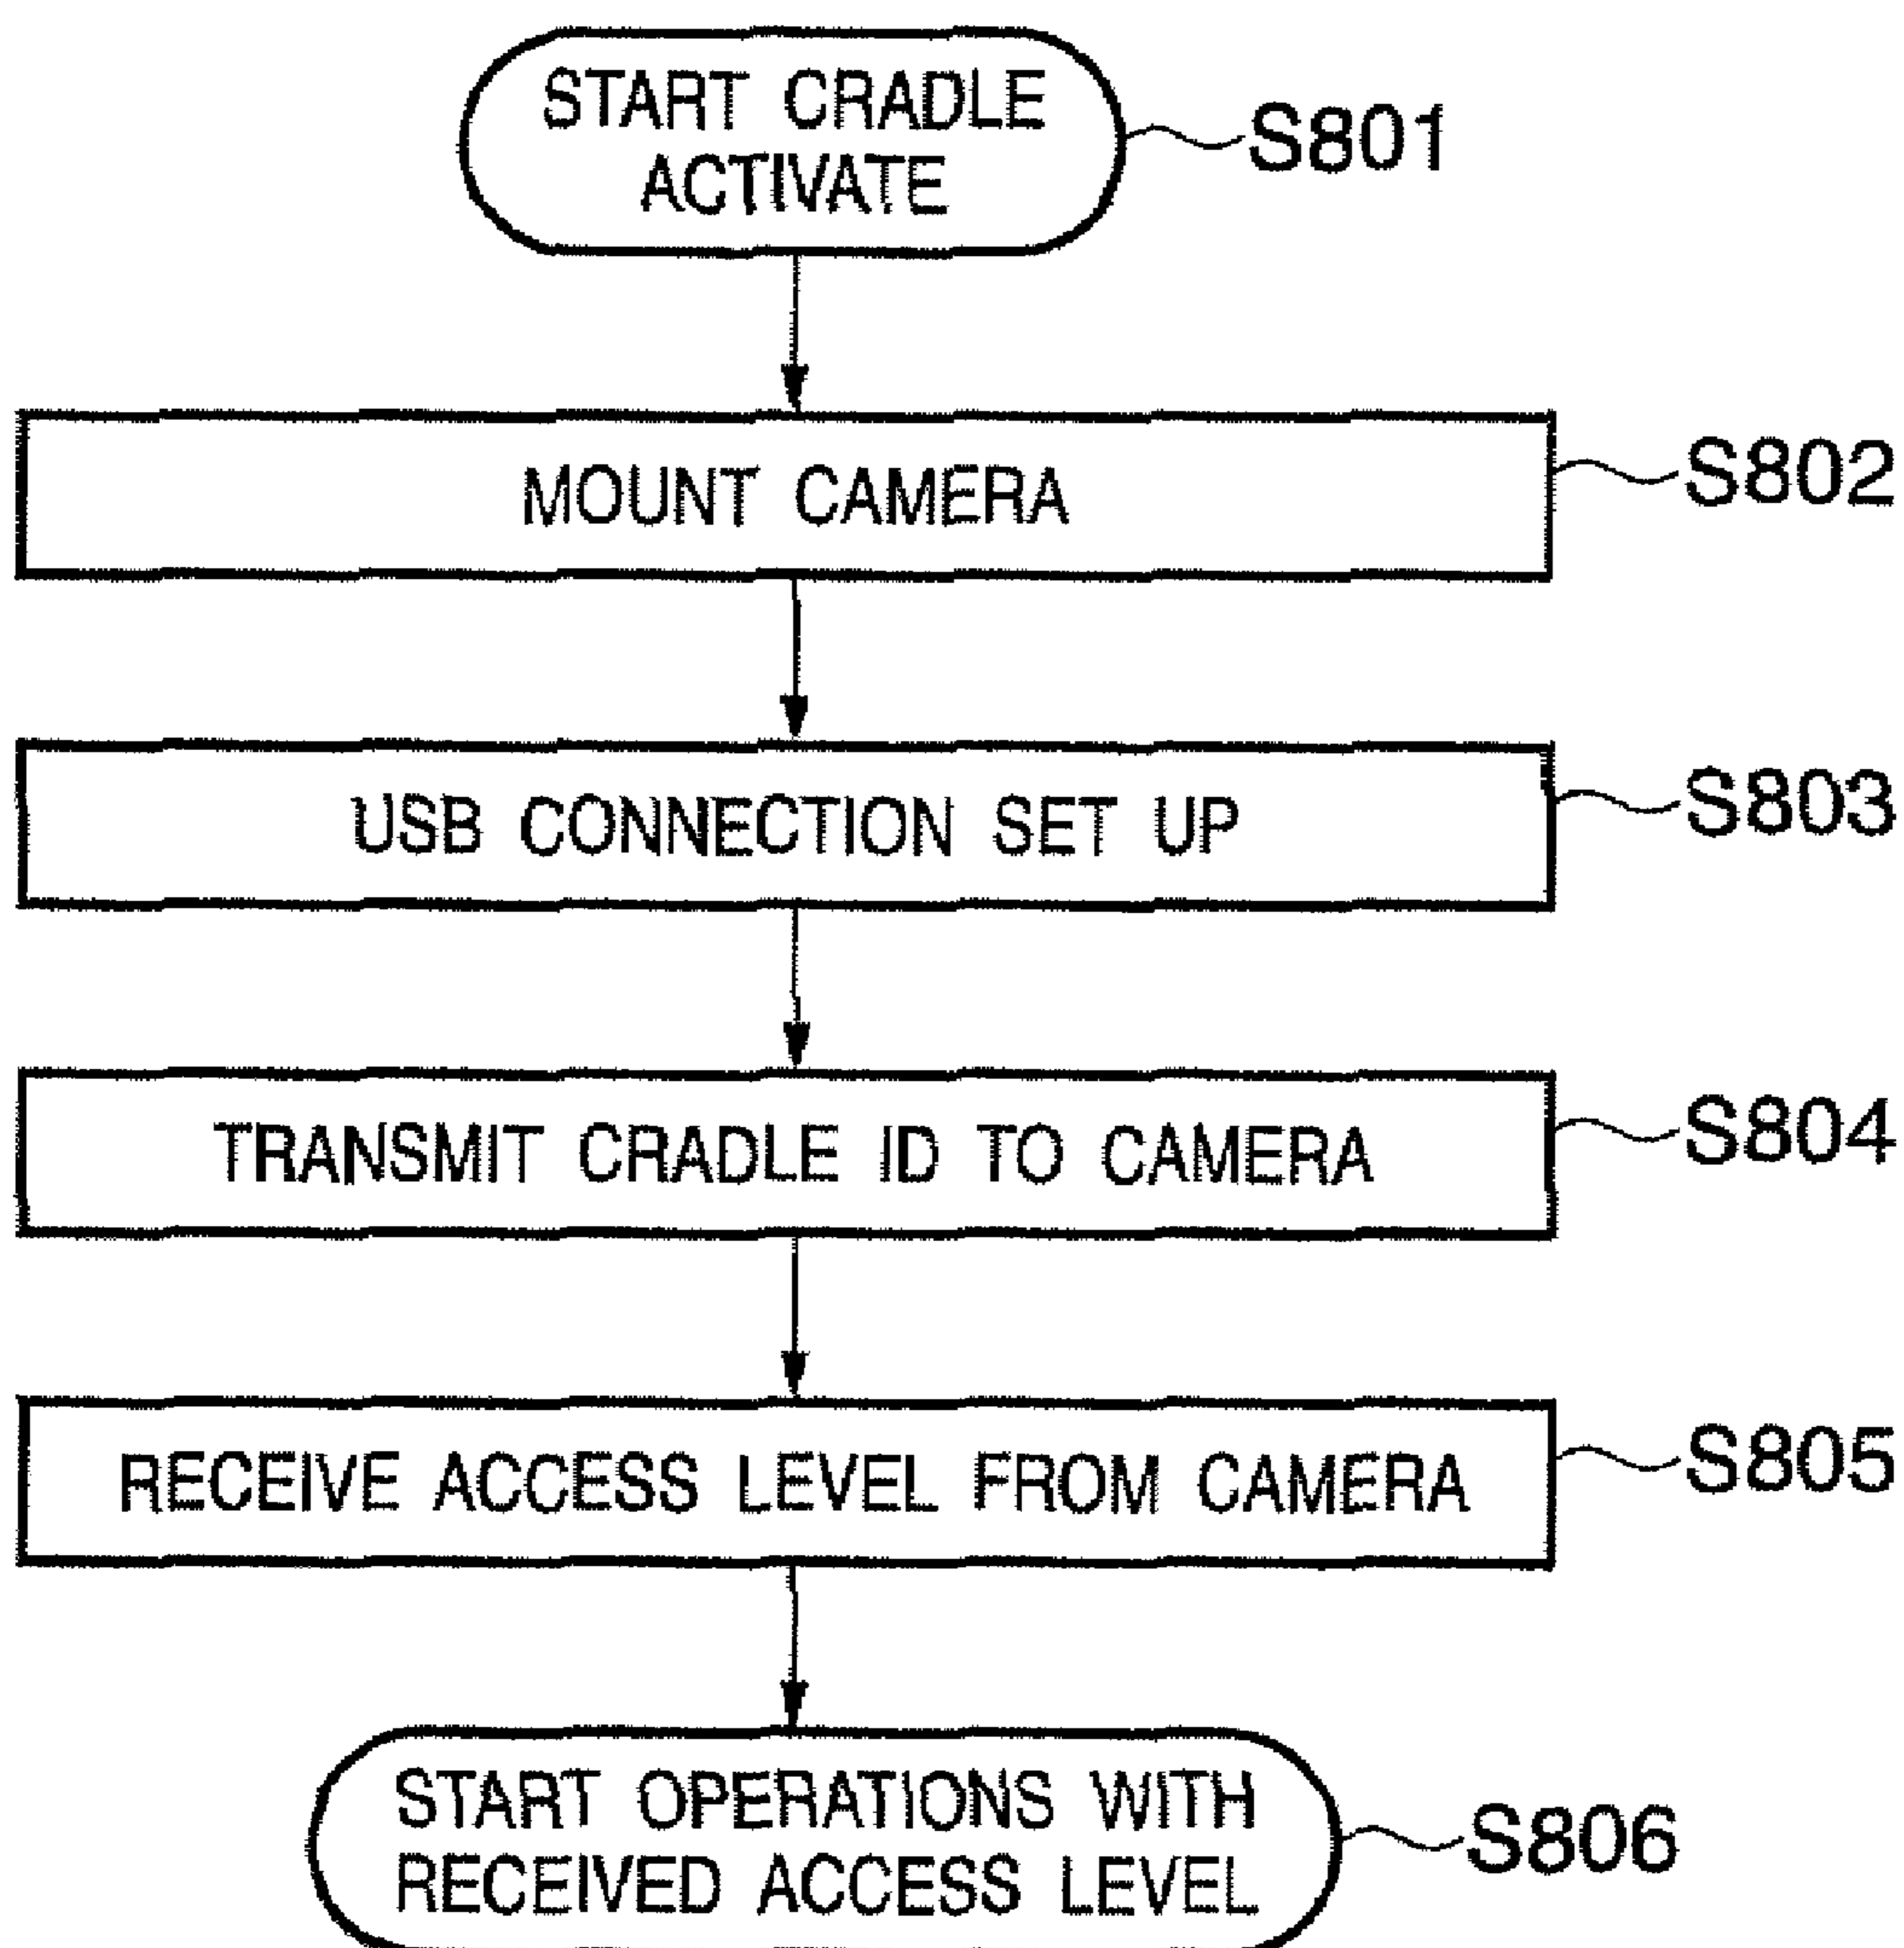 START CRADLE
ACTIVATE
S801
MOUNT CAMERA
S802
USB CONNECTION SET UP
S803
TRANSMIT CRADLE ID TO CAMERA
S804
RECEIVE ACCESS LEVEL FROM CAMERA
S805
START OPERATIONS WITH
RECEIVED ACCESS LEVEL
S806